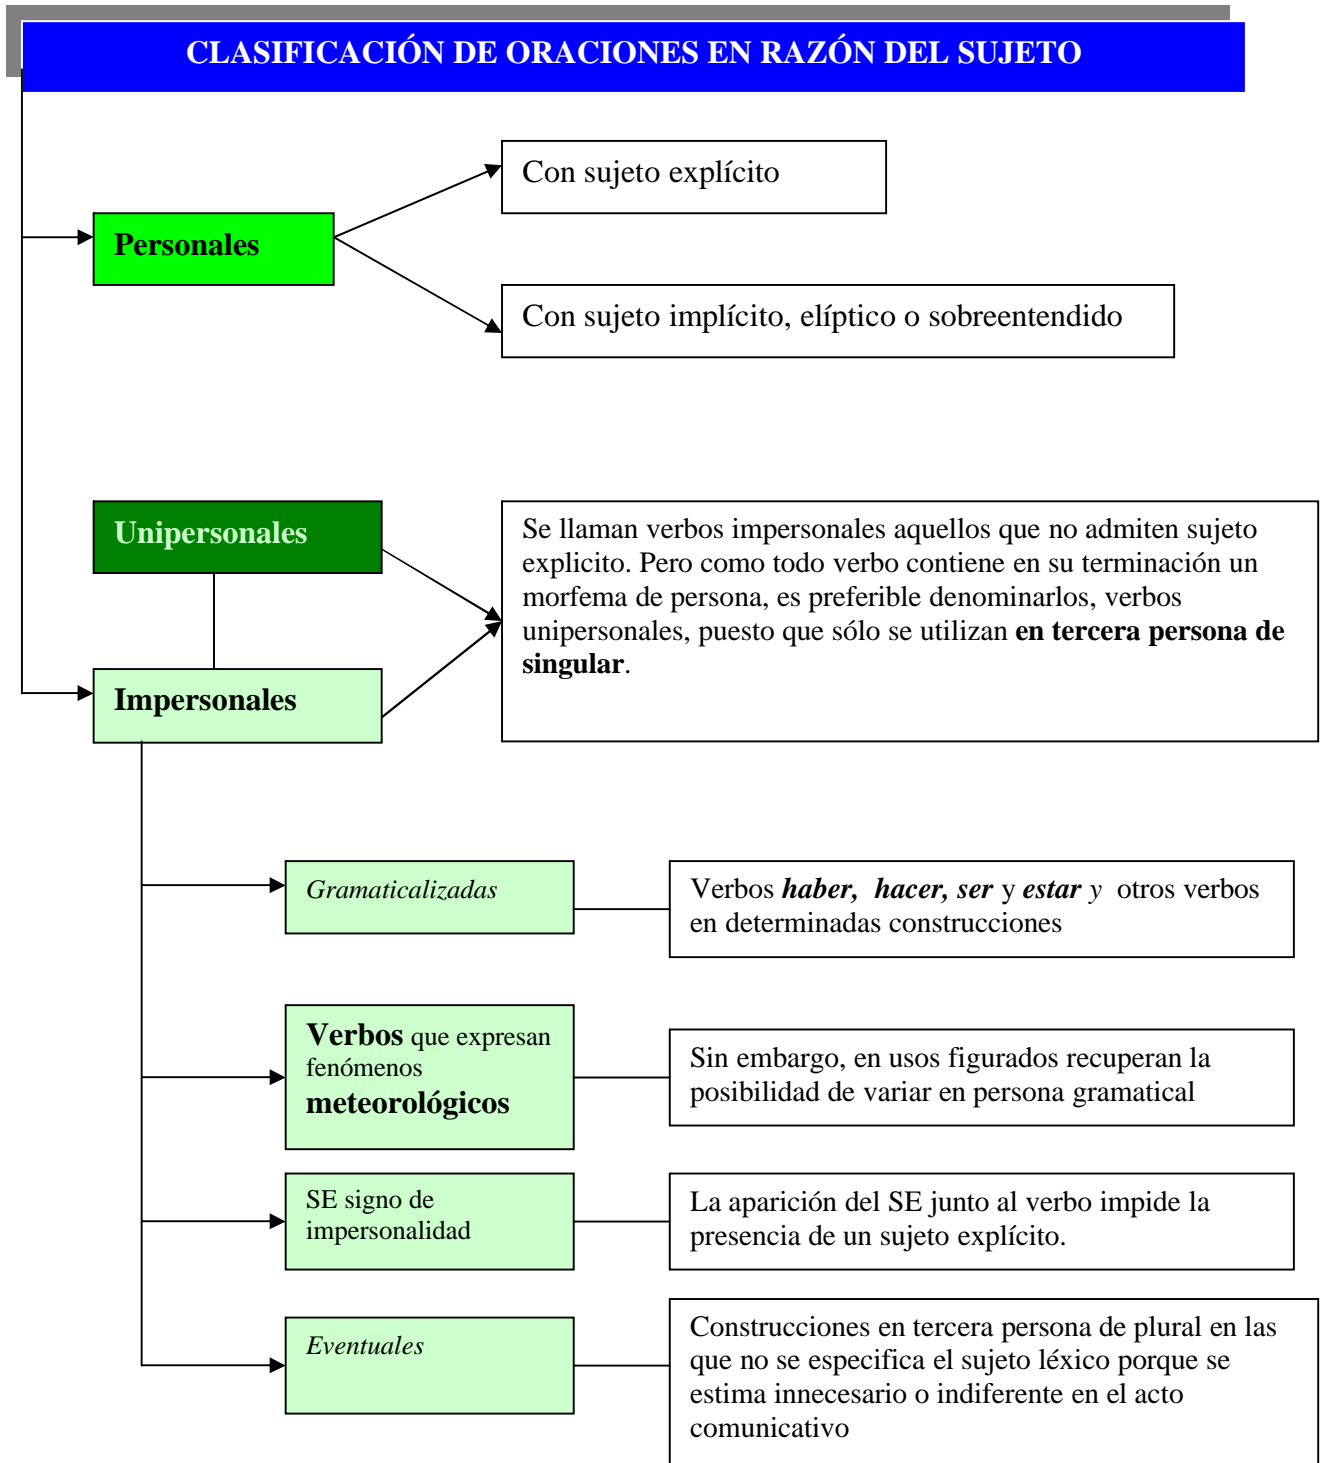 CLASIFICACIÓN DE ORACIONES EN RAZÓN DEL SUJETO
Con sujeto explícito
Personales
Con sujeto implícito, elíptico o sobreentendido
Unipersonales
Se llaman verbos impersonales aquellos que no admiten sujeto
explicito. Pero como todo verbo contiene en su terminación un
morfema de persona, es preferible denominarlos, verbos
unipersonales, puesto que sólo se utilizan en tercera persona de
singular.
Impersonales
Gramaticalizadas
Verbos haber, hacer, ser y estar y otros verbos
en determinadas construcciones
Verbos que expresan
fenómenos
meteorológicos
Sin embargo, en usos figurados recuperan la
posibilidad de variar en persona gramatical
SE signo de
impersonalidad
La aparición del SE junto al verbo impide la
presencia de un sujeto explícito.
Eventuales
Construcciones en tercera persona de plural en las
que no se especifica el sujeto léxico porque se
estima innecesario o indiferente en el acto
comunicativo